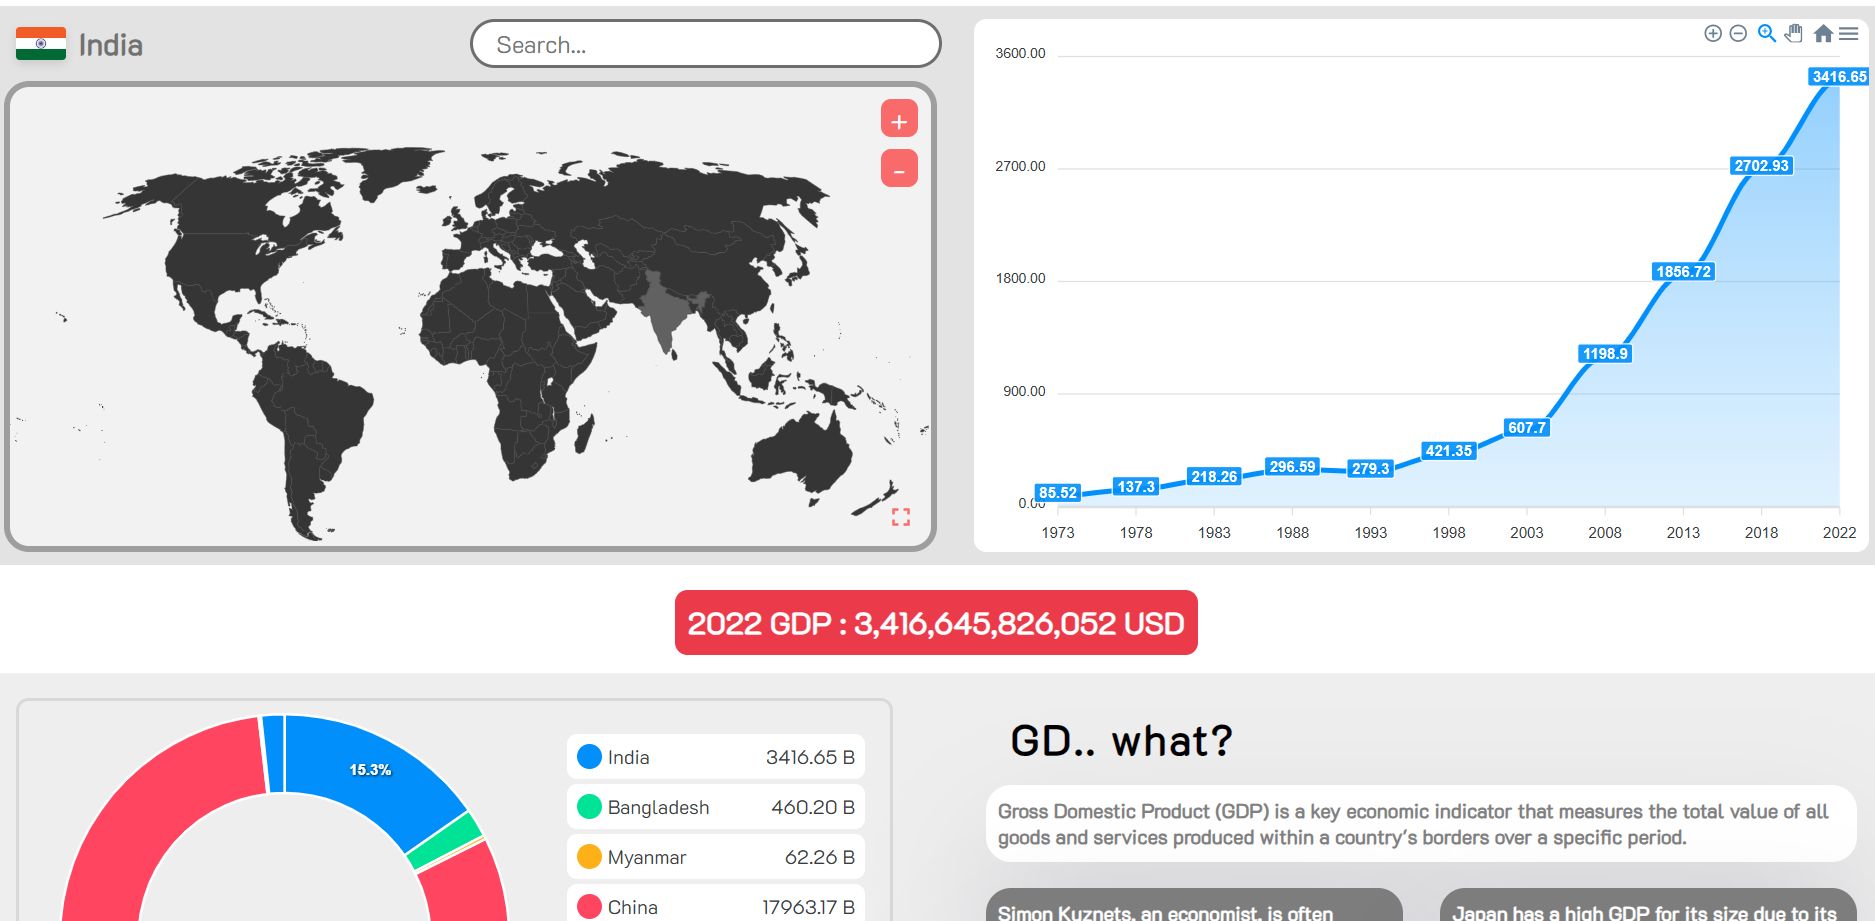 India
Search...
+
-
3600.00
2700.00
1800.00
900.00
0.00
3416.65
2702.93
1856.72
1198.9
607.7
421.35
279.3
296.59
218.26
137.3
85.52
1973 1978 1983 1988 1993 1998 2003 2008 2013 2018 2022
2022 GDP : 3,416,645,826,052 USD
15.3%
India 3416.65 B
Bangladesh 460.20 B
Myanmar 62.26 B
China 17963.17 B
GD.. what?
Gross Domestic Product (GDP) is a key economic indicator that measures the total value of all
goods and services produced within a country's borders over a specific period.
Simon Kuznets, an economist, is often
Japan has a high GDP for its size due to its